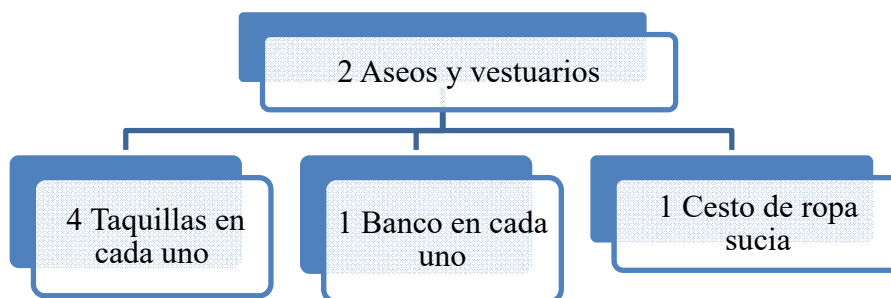 2 Aseos y vestuarios
4 Taquillas en
cada uno
1 Banco en cada
uno
1 Cesto de ropa
sucia